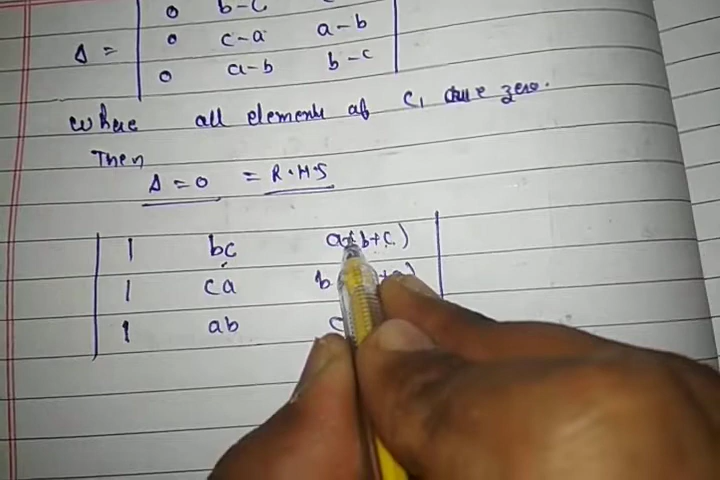 0 b-c
Δ = 0 c-a a-b
0 a-b b-c
where all elements of C₁ are zero.
Then
Δ = 0 = R.H.S
1 bc a(b+c)
1 ca b
1 ab